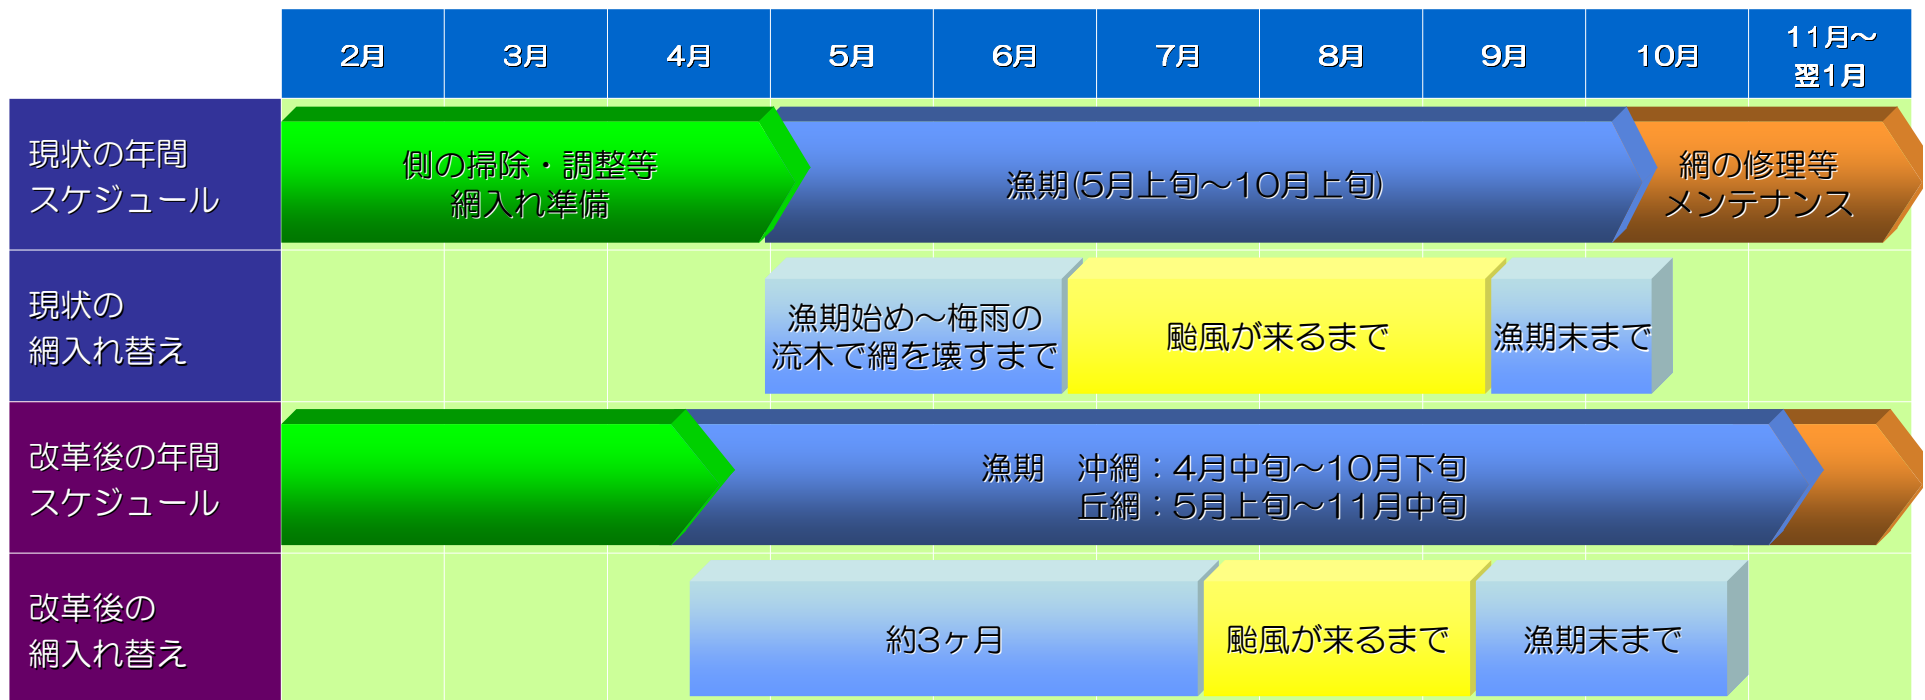 2月
3月
4月
5月
6月
7月
8月
9月
10月
11月～
翌1月
現状の年間
スケジュール
側の掃除・調整等
網入れ準備
漁期(5月上旬～10月上旬)
網の修理等
メンテナンス
現状の
網入れ替え
漁期始め～梅雨の
流木で網を壊すまで
颱風が来るまで
漁期末まで
改革後の年間
スケジュール
漁期　沖網：4月中旬～10月下旬
丘網：5月上旬～11月中旬
改革後の
網入れ替え
約3ヶ月
颱風が来るまで
漁期末まで